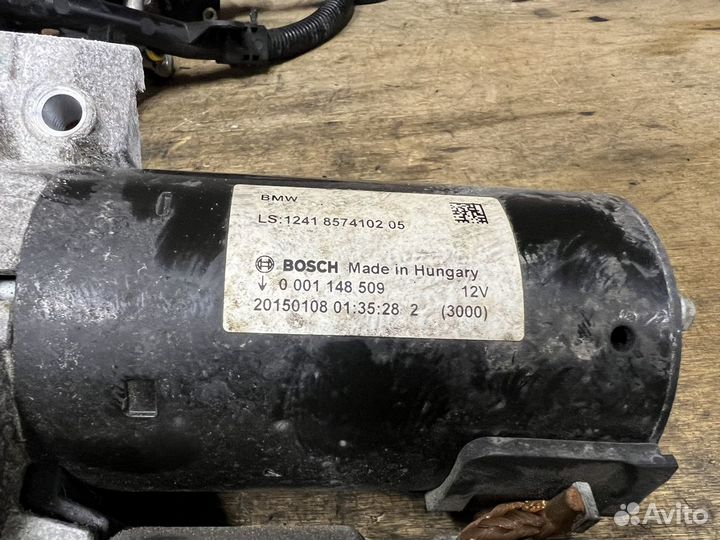 BMW
LS:1241 8574102 05
BOSCH Made in Hungary
↓ 0 001 148 509 12V
20150108 01:35:28 2 (3000)
Avito